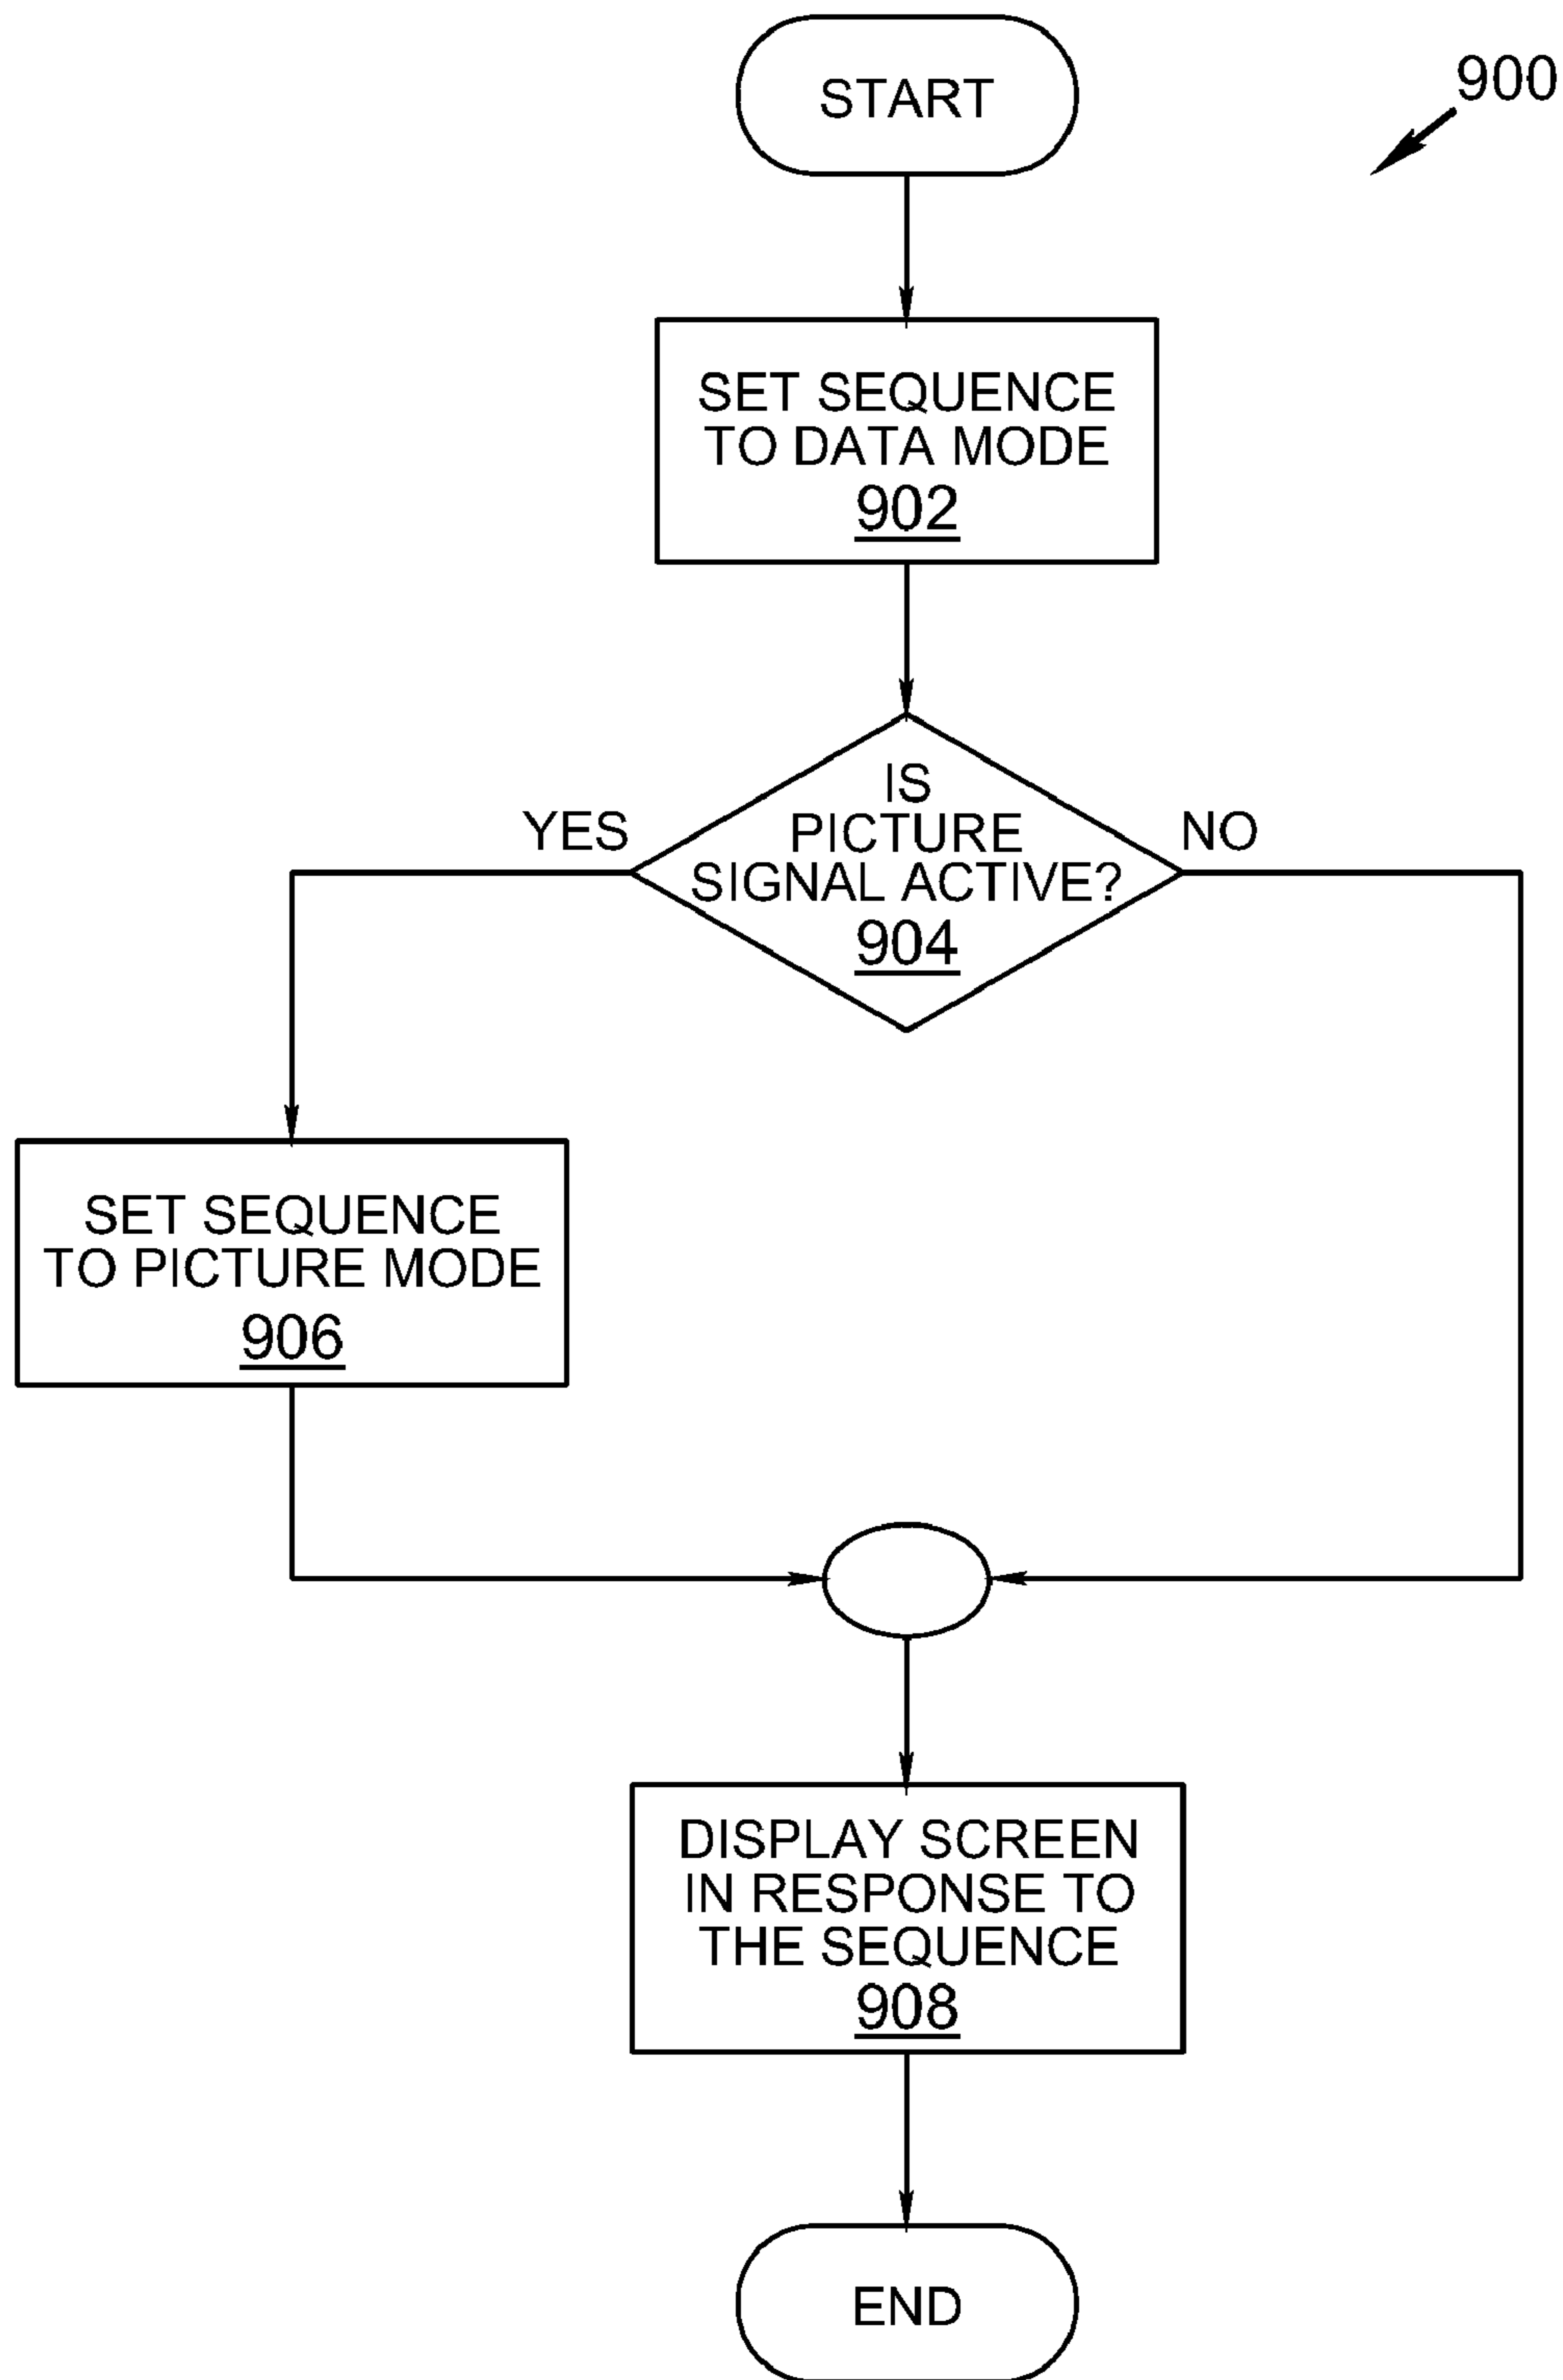 START
900
SET SEQUENCE
TO DATA MODE
902
IS
PICTURE
SIGNAL ACTIVE?
904
YES
NO
SET SEQUENCE
TO PICTURE MODE
906
DISPLAY SCREEN
IN RESPONSE TO
THE SEQUENCE
908
END